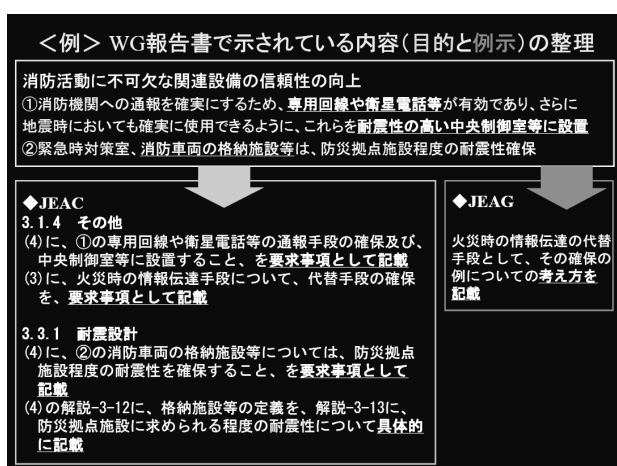 ＜例＞ WG報告書で示されている内容（目的と例示）の整理
消防活動に不可欠な関連設備の信頼性の向上
①消防機関への通報を確実にするため、専用回線や衛星電話等が有効であり、さらに
地震時においても確実に使用できるように、これらを耐震性の高い中央制御室等に設置
②緊急時対策室、消防車両の格納施設等は、防災拠点施設程度の耐震性確保
◆JEAC
3.1.4 その他
(4)に、①の専用回線や衛星電話等の通報手段の確保及び、
中央制御室等に設置すること、を要求事項として記載
(3)に、火災時の情報伝達手段について、代替手段の確保
を、要求事項として記載
3.3.1 耐震設計
(4)に、②の消防車両の格納施設等については、防災拠点
施設程度の耐震性を確保すること、を要求事項として
記載
(4)の解説-3-12に、格納施設等の定義を、解説-3-13に、
防災拠点施設に求められる程度の耐震性について具体的
に記載
◆JEAG
火災時の情報伝達の代替
手段として、その確保の
例についての考え方を
記載